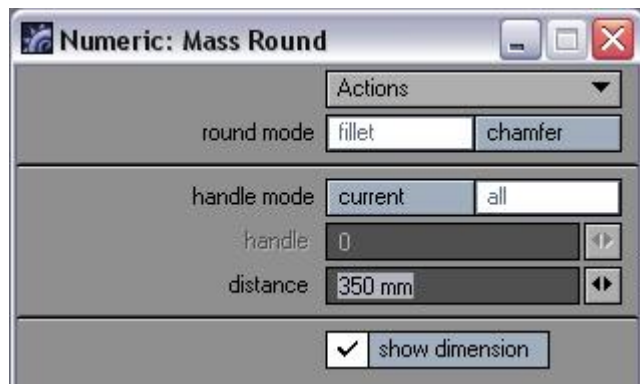 Numeric: Mass Round
Actions
round mode fillet chamfer
handle mode current all
handle 0
distance 350 mm
show dimension